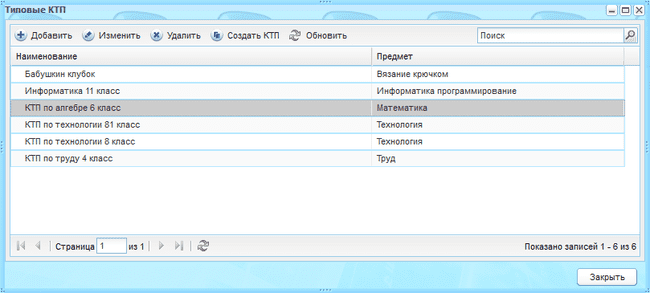 Типовые КТП
Добавить Изменить Удалить Создать КТП Обновить Поиск
Наименование Предмет
Бабушкин клубок Вязание крючком
Информатика 11 класс Информатика программирование
КТП по алгебре 6 класс Математика
КТП по технологии 81 класс Технология
КТП по технологии 8 класс Технология
КТП по труду 4 класс Труд
Страница 1 из 1 Показано записей 1 - 6 из 6
Закрыть